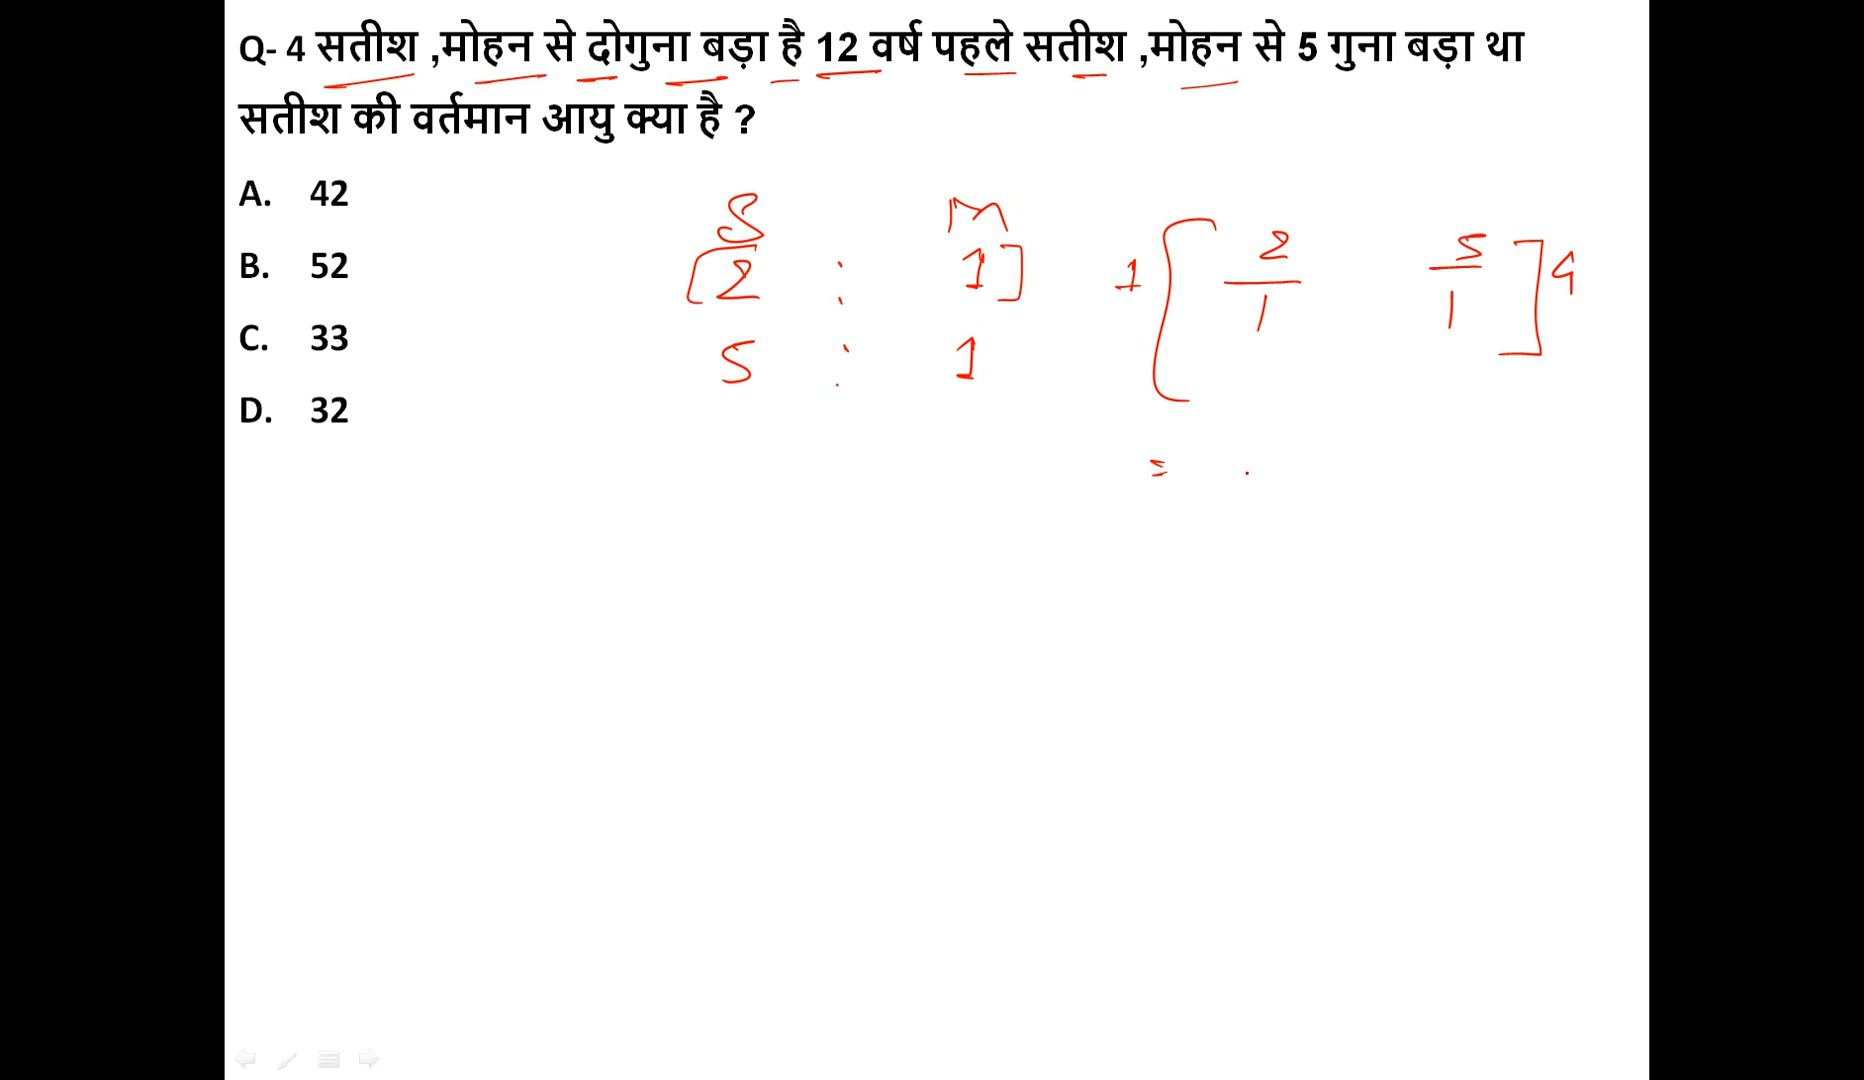 Q- 4 सतीश ,मोहन से दोगुना बड़ा है 12 वर्ष पहले सतीश ,मोहन से 5 गुना बड़ा था
सतीश की वर्तमान आयु क्या है ?
A. 42
B. 52
C. 33
D. 32
S m
[2 : 1]
5 : 1
1 [ 2/1 5/1 ] 4
= .